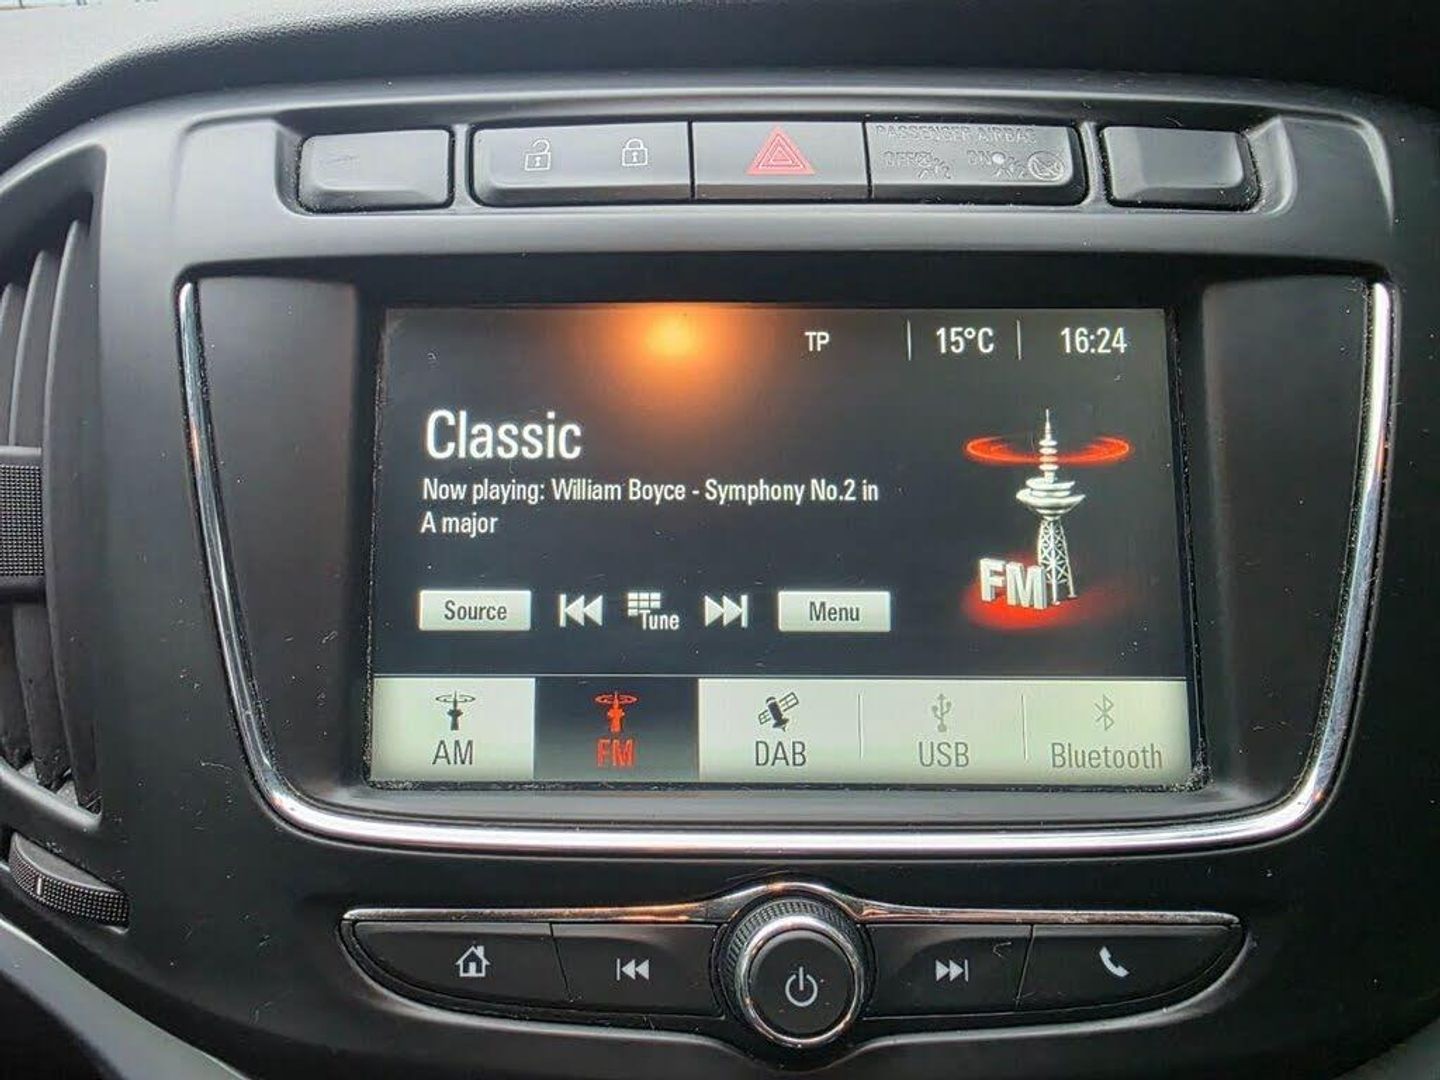 PASSENGER AIRBAG
OFF ON
TP 15°C 16:24
Classic
Now playing: William Boyce - Symphony No.2 in
A major
FM
Source Tune Menu
AM FM DAB USB Bluetooth